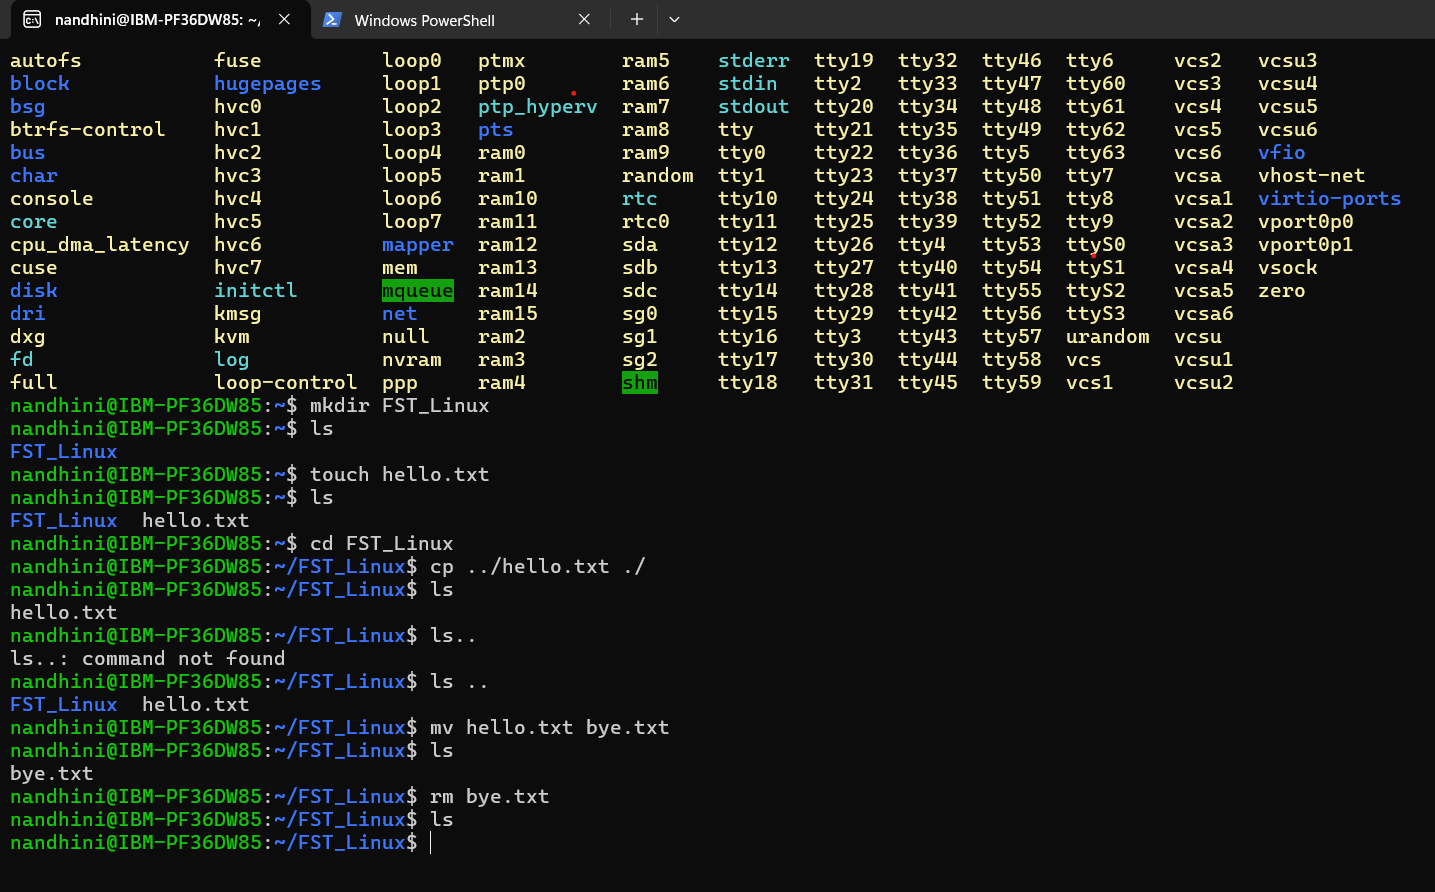 nandhini@IBM-PF36DW85: ~/ Windows PowerShell
autofs fuse loop0 ptmx ram5 stderr tty19 tty32 tty46 tty6 vcs2 vcsu3
block hugepages loop1 ptp0 ram6 stdin tty2 tty33 tty47 tty60 vcs3 vcsu4
bsg hvc0 loop2 ptp_hyperv ram7 stdout tty20 tty34 tty48 tty61 vcs4 vcsu5
btrfs-control hvc1 loop3 pts ram8 tty tty21 tty35 tty49 tty62 vcs5 vcsu6
bus hvc2 loop4 ram0 ram9 tty0 tty22 tty36 tty5 tty63 vcs6 vfio
char hvc3 loop5 ram1 random tty1 tty23 tty37 tty50 tty7 vcsa vhost-net
console hvc4 loop6 ram10 rtc tty10 tty24 tty38 tty51 tty8 vcsa1 virtio-ports
core hvc5 loop7 ram11 rtc0 tty11 tty25 tty39 tty52 tty9 vcsa2 vport0p0
cpu_dma_latency hvc6 mapper ram12 sda tty12 tty26 tty4 tty53 ttyS0 vcsa3 vport0p1
cuse hvc7 mem ram13 sdb tty13 tty27 tty40 tty54 ttyS1 vcsa4 vsock
disk initctl mqueue ram14 sdc tty14 tty28 tty41 tty55 ttyS2 vcsa5 zero
dri kmsg net ram15 sg0 tty15 tty29 tty42 tty56 ttyS3 vcsa6
dxg kvm null ram2 sg1 tty16 tty3 tty43 tty57 urandom vcsu
fd log nvram ram3 sg2 tty17 tty30 tty44 tty58 vcs vcsu1
full loop-control ppp ram4 shm tty18 tty31 tty45 tty59 vcs1 vcsu2
nandhini@IBM-PF36DW85:~$ mkdir FST_Linux
nandhini@IBM-PF36DW85:~$ ls
FST_Linux
nandhini@IBM-PF36DW85:~$ touch hello.txt
nandhini@IBM-PF36DW85:~$ ls
FST_Linux hello.txt
nandhini@IBM-PF36DW85:~$ cd FST_Linux
nandhini@IBM-PF36DW85:~/FST_Linux$ cp ../hello.txt ./
nandhini@IBM-PF36DW85:~/FST_Linux$ ls
hello.txt
nandhini@IBM-PF36DW85:~/FST_Linux$ ls..
ls..: command not found
nandhini@IBM-PF36DW85:~/FST_Linux$ ls ..
FST_Linux hello.txt
nandhini@IBM-PF36DW85:~/FST_Linux$ mv hello.txt bye.txt
nandhini@IBM-PF36DW85:~/FST_Linux$ ls
bye.txt
nandhini@IBM-PF36DW85:~/FST_Linux$ rm bye.txt
nandhini@IBM-PF36DW85:~/FST_Linux$ ls
nandhini@IBM-PF36DW85:~/FST_Linux$